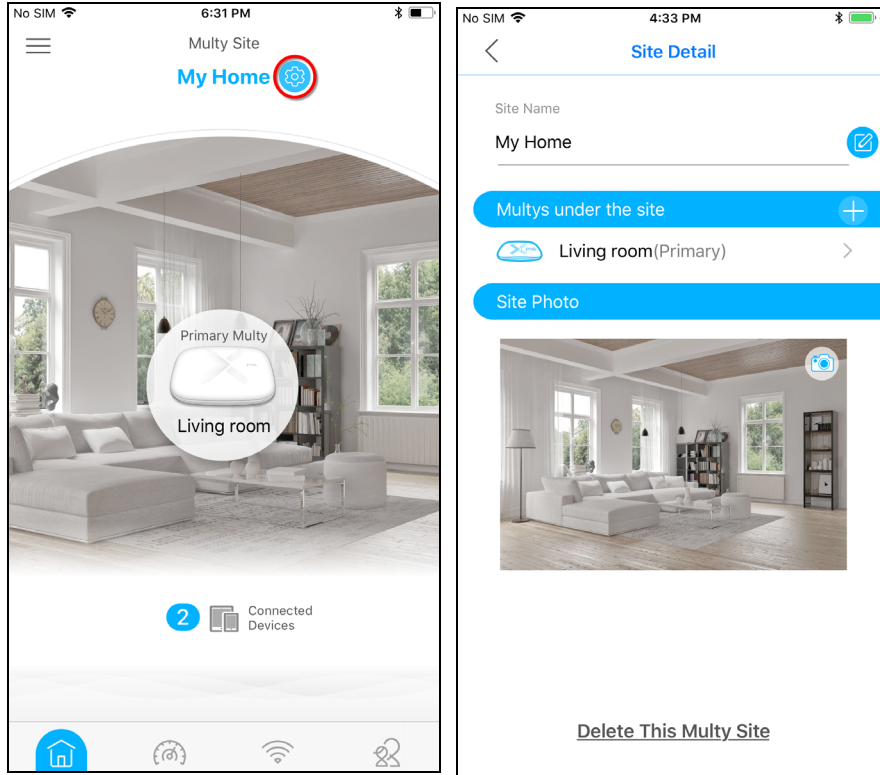 No SIM
6:31 PM
Multy Site
My Home
Primary Multy
Living room
2
Connected
Devices
No SIM
4:33 PM
Site Detail
Site Name
My Home
Multys under the site
Living room(Primary)
Site Photo
Delete This Multy Site